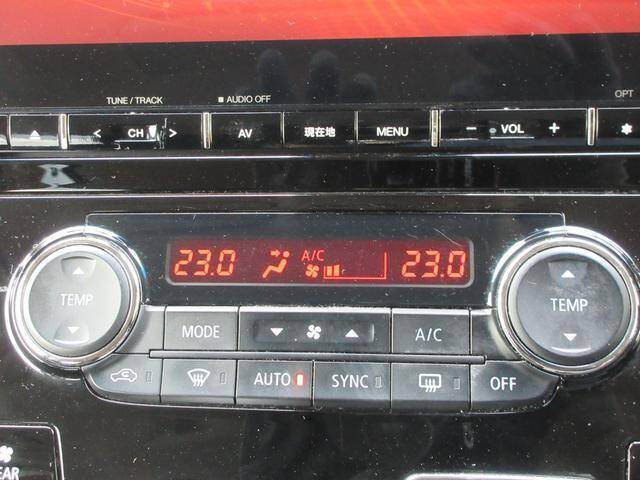 OPT
TUNE / TRACK AUDIO OFF
< CH > AV 現在地 MENU − VOL +
A/C
23.0 23.0
TEMP TEMP
MODE A/C
AUTO SYNC OFF